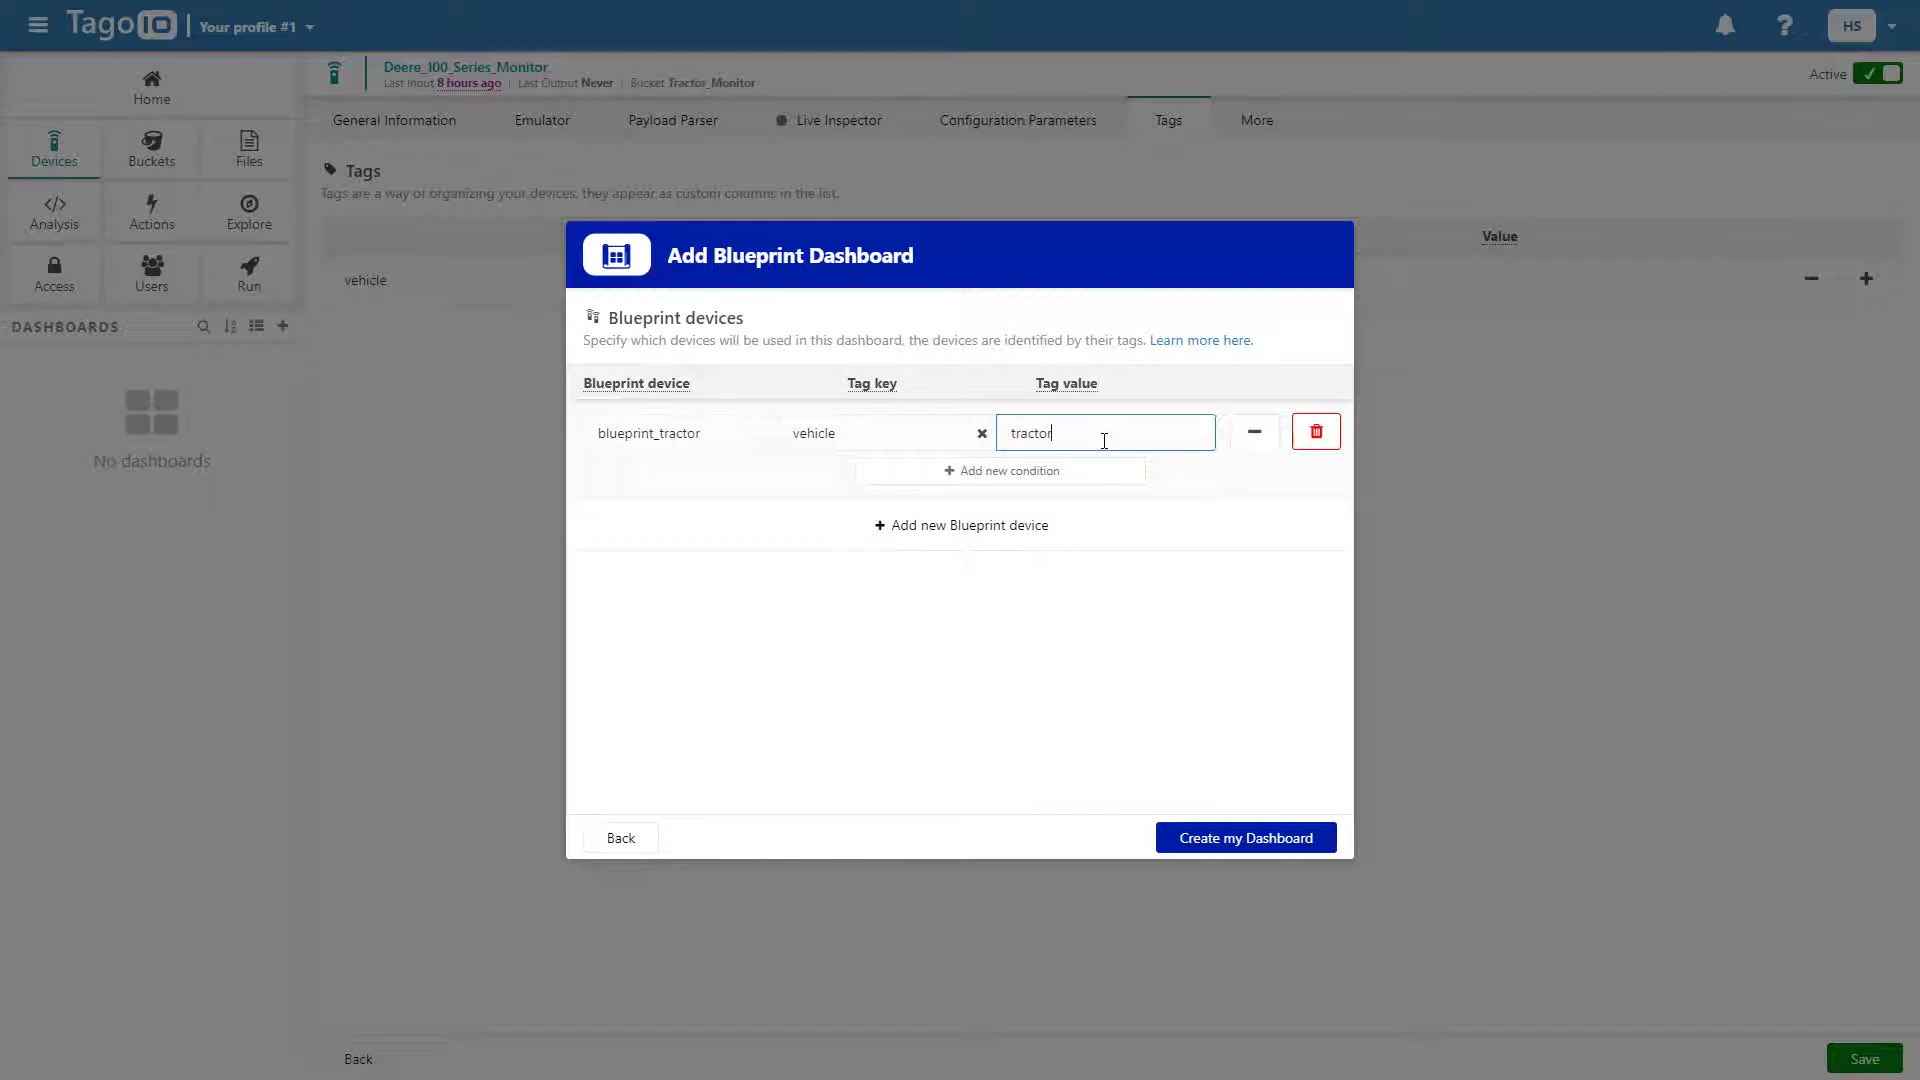 TagoIO
Your profile #1
HS
Home
Devices
Buckets
Files
Analysis
Actions
Explore
Access
Users
Run
DASHBOARDS
No dashboards
Deere_100_Series_Monitor
Last Input 8 hours ago | Last Output Never | Bucket Tractor_Monitor
Active
General Information
Emulator
Payload Parser
Live Inspector
Configuration Parameters
Tags
More
Tags
Tags are a way of organizing your devices, they appear as custom columns in the list.
Value
vehicle
Add Blueprint Dashboard
Blueprint devices
Specify which devices will be used in this dashboard, the devices are identified by their tags. Learn more here.
Blueprint device
Tag key
Tag value
blueprint_tractor
vehicle
tractor
Add new condition
Add new Blueprint device
Back
Create my Dashboard
Back
Save